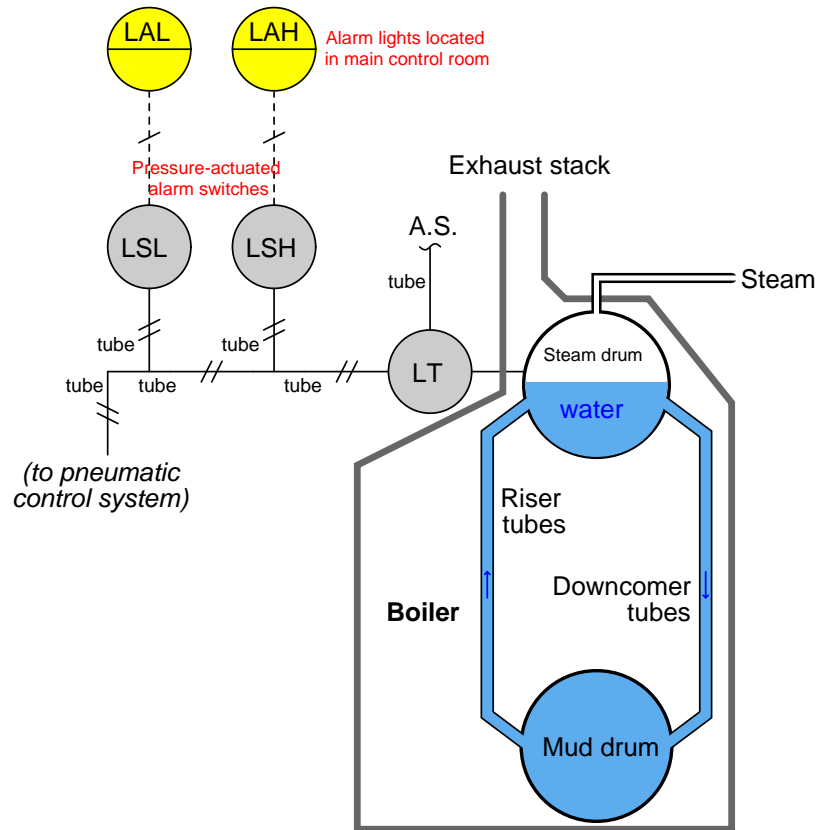 LAL
LAH
Alarm lights located
in main control room
Pressure-actuated
alarm switches
Exhaust stack
LSL
LSH
A.S.
tube
Steam
tube
tube
Steam drum
LT
tube
tube
tube
water
(to pneumatic
control system)
Riser
tubes
Downcomer
tubes
Boiler
Mud drum